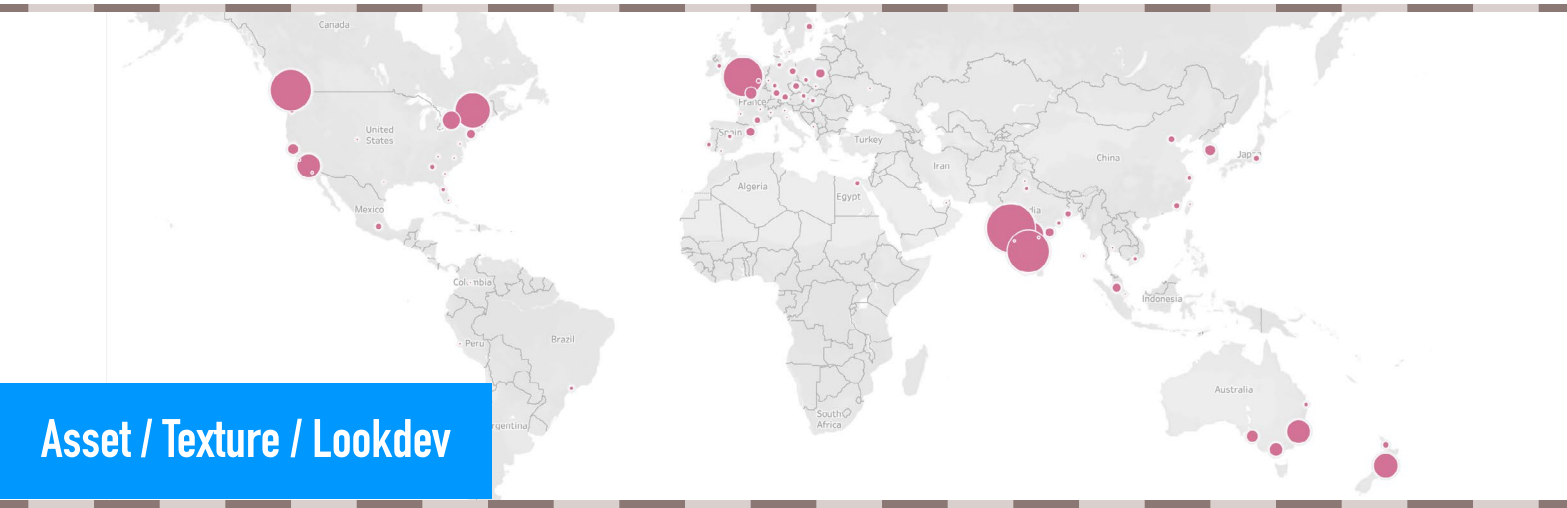 Canada
United
States
Mexico
Colombia
Peru
Brazil
Argentina
France
Spain
Turkey
Algeria
Egypt
Iran
China
Japan
Indonesia
South
Africa
Australia
Asset / Texture / Lookdev